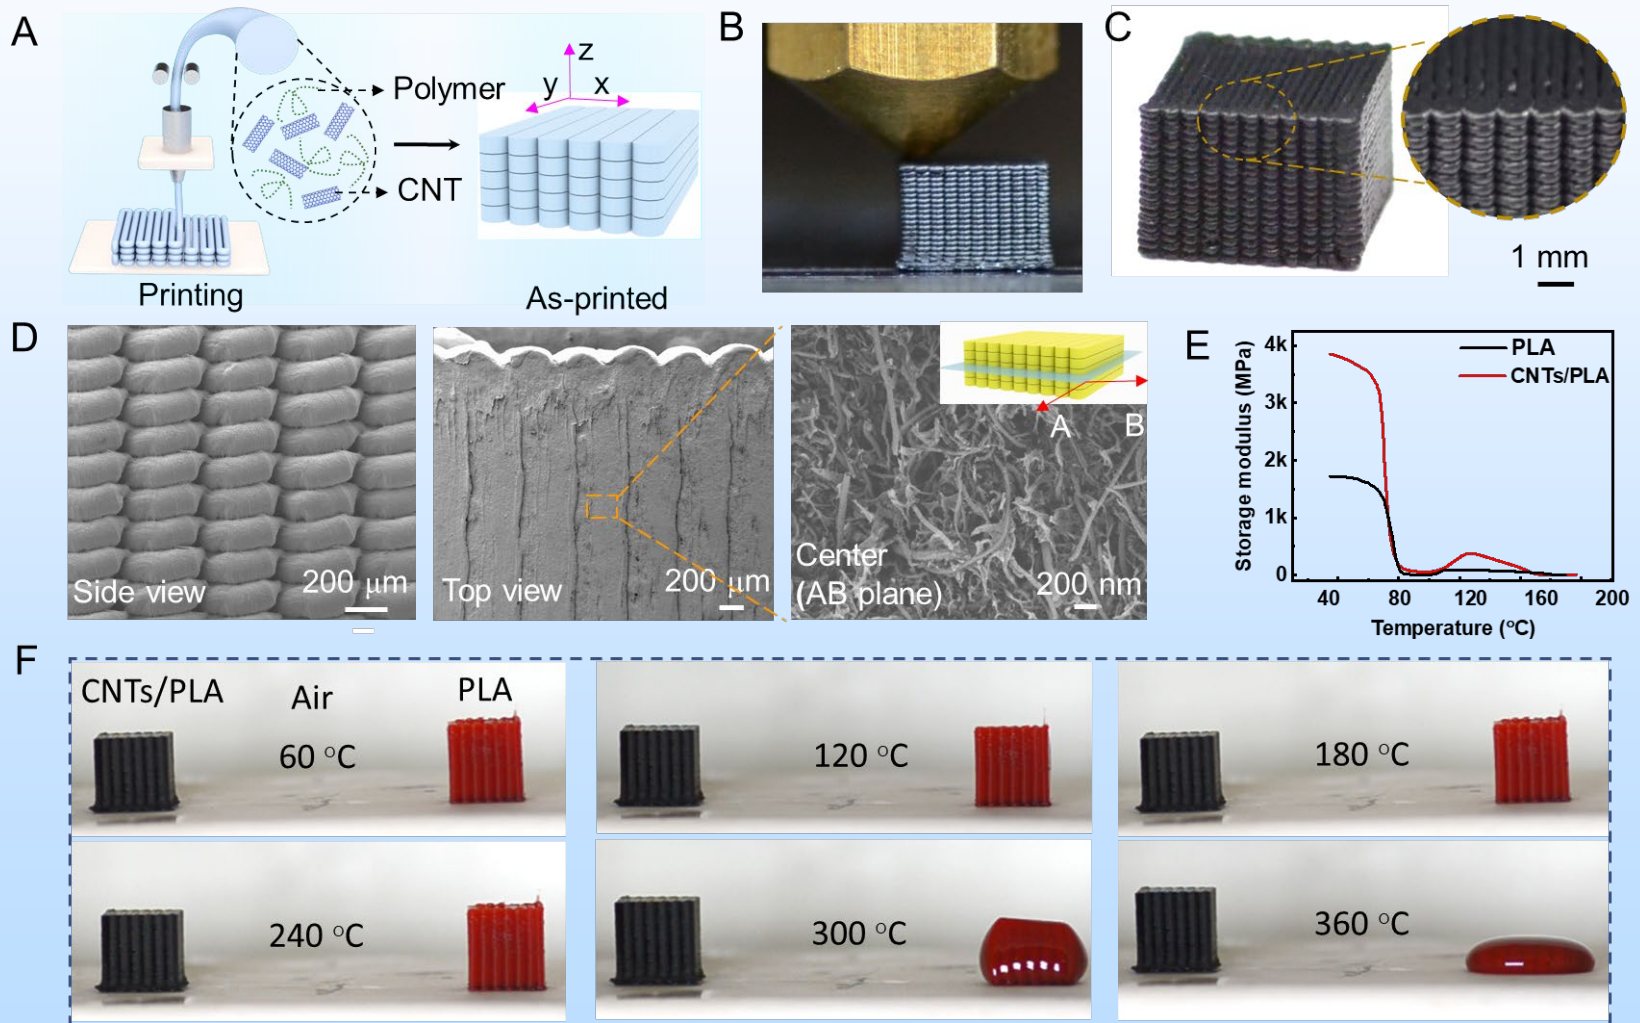 A
Polymer
CNT
z
y
x
Printing
As-printed
B
C
1 mm
D
Side view
200 μm
Top view
200 μm
Center
(AB plane)
200 nm
A
B
E
Storage modulus (MPa)
4k
3k
2k
1k
0
PLA
CNTs/PLA
40 80 120 160 200
Temperature (°C)
F
CNTs/PLA
Air
PLA
60 °C
120 °C
180 °C
240 °C
300 °C
360 °C